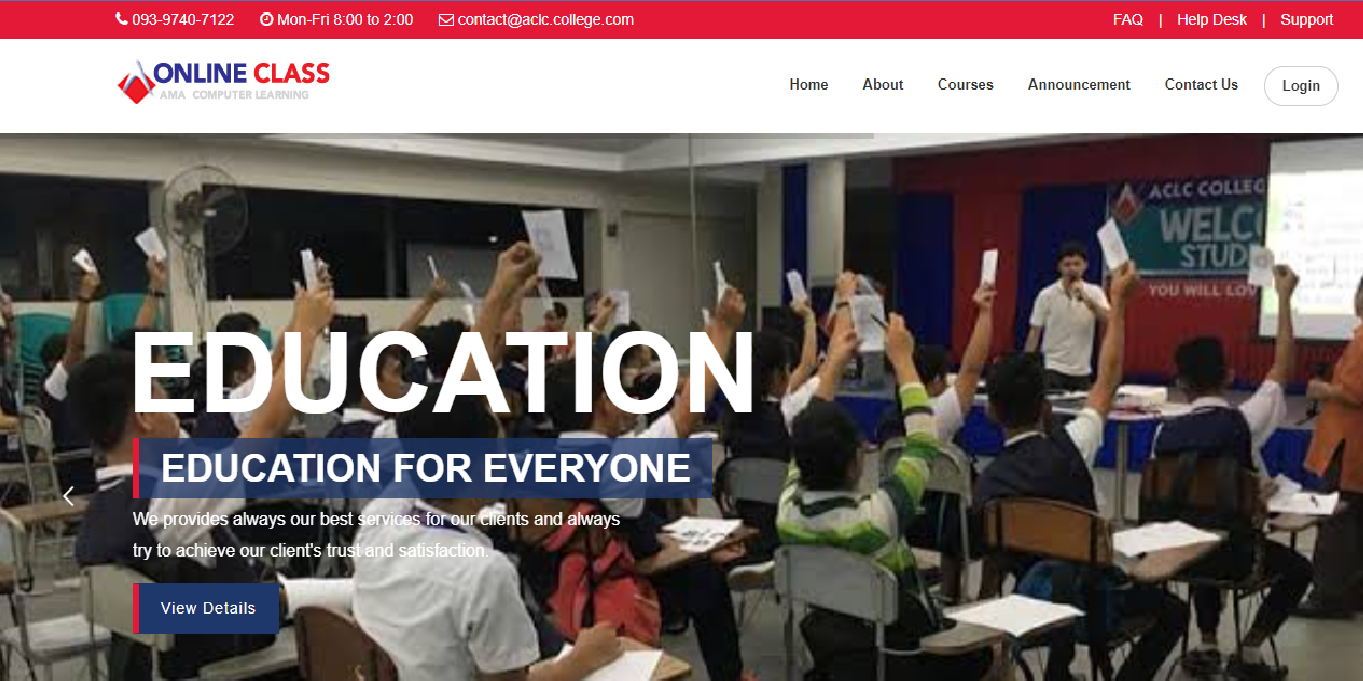 093-9740-7122 Mon-Fri 8:00 to 2:00 contact@aclc.college.com FAQ | Help Desk | Support
ONLINE CLASS
AMA COMPUTER LEARNING
Home About Courses Announcement Contact Us Login
ACLC COLLEG
WELCO
STUD
YOU WILL LOV
EDUCATION
EDUCATION FOR EVERYONE
We provides always our best services for our clients and always
try to achieve our client's trust and satisfaction.
View Details